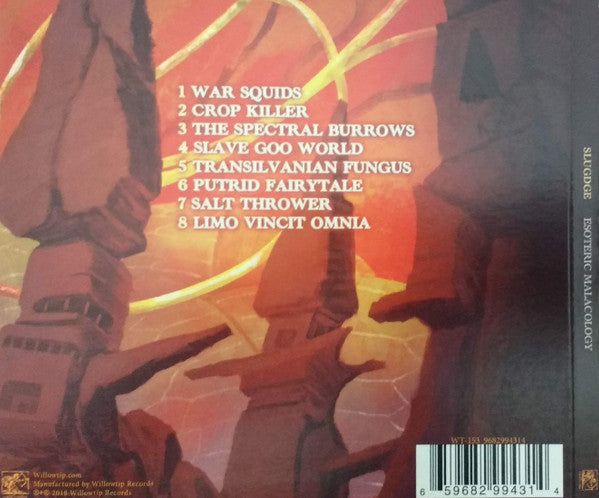 1 WAR SQUIDS
2 CROP KILLER
3 THE SPECTRAL BURROWS
4 SLAVE GOO WORLD
5 TRANSILVANIAN FUNGUS
6 PUTRID FAIRYTALE
7 SALT THROWER
8 LIMO VINCIT OMNIA
SLUGDGE ESOTERIC MALACOLOGY
WT-153 9682994314
6 59682 99431 4
Willowtip.com
Manufactured by Willowtip Records
℗+© 2018 Willowtip Records